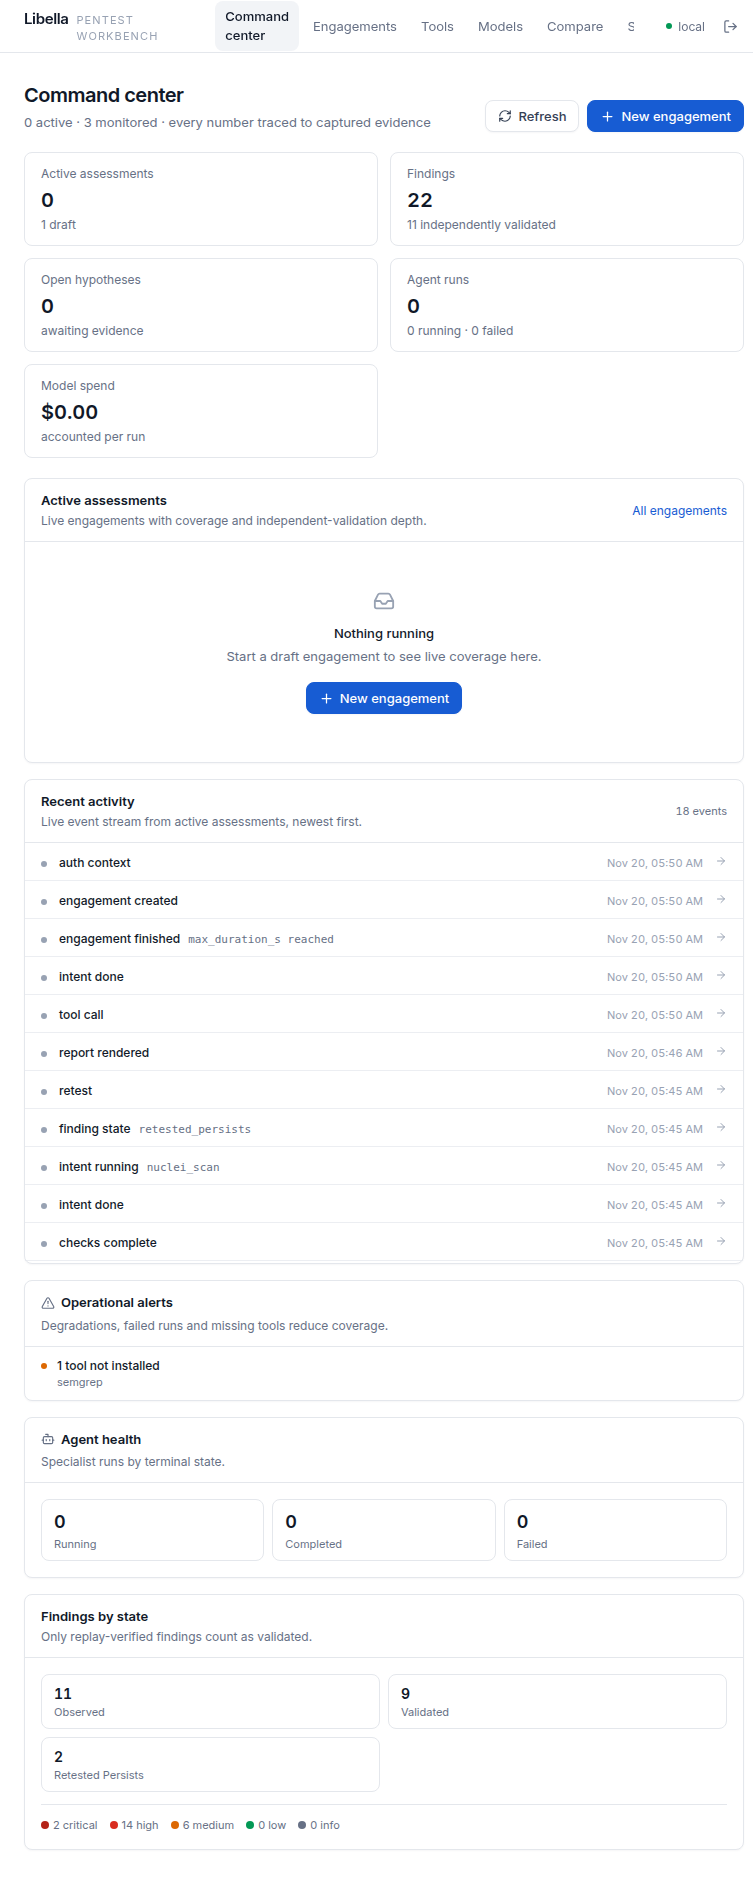 Libella PENTEST WORKBENCH
Command center
Engagements
Tools
Models
Compare
S
local
Command center
0 active · 3 monitored · every number traced to captured evidence
Refresh
New engagement
Active assessments
0
1 draft
Findings
22
11 independently validated
Open hypotheses
0
awaiting evidence
Agent runs
0
0 running · 0 failed
Model spend
$0.00
accounted per run
Active assessments
Live engagements with coverage and independent-validation depth.
All engagements
Nothing running
Start a draft engagement to see live coverage here.
New engagement
Recent activity
Live event stream from active assessments, newest first.
18 events
auth context Nov 20, 05:50 AM
engagement created Nov 20, 05:50 AM
engagement finished max_duration_s reached Nov 20, 05:50 AM
intent done Nov 20, 05:50 AM
tool call Nov 20, 05:50 AM
report rendered Nov 20, 05:46 AM
retest Nov 20, 05:45 AM
finding state retested_persists Nov 20, 05:45 AM
intent running nuclei_scan Nov 20, 05:45 AM
intent done Nov 20, 05:45 AM
checks complete Nov 20, 05:45 AM
Operational alerts
Degradations, failed runs and missing tools reduce coverage.
1 tool not installed
semgrep
Agent health
Specialist runs by terminal state.
0
Running
0
Completed
0
Failed
Findings by state
Only replay-verified findings count as validated.
11
Observed
9
Validated
2
Retested Persists
2 critical 14 high 6 medium 0 low 0 info